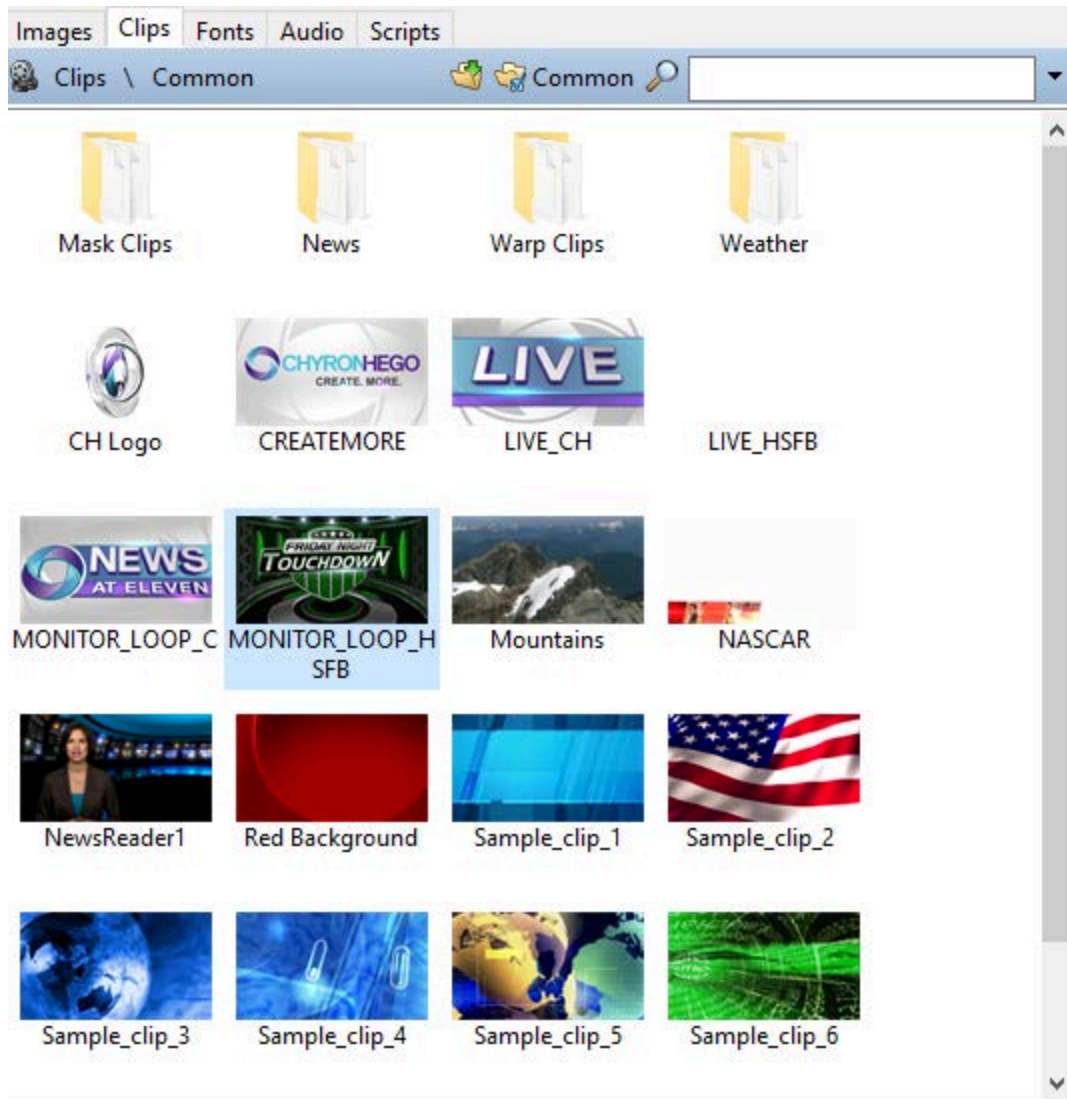 Images Clips Fonts Audio Scripts
Clips \ Common Common
Mask Clips News Warp Clips Weather
CHYRONHEGO
CREATE. MORE.
LIVE
CH Logo CREATEMORE LIVE_CH LIVE_HSFB
NEWS
AT ELEVEN
FRIDAY NIGHT
TOUCHDOWN
MONITOR_LOOP_C MONITOR_LOOP_H
SFB
Mountains NASCAR
NewsReader1 Red Background Sample_clip_1 Sample_clip_2
Sample_clip_3 Sample_clip_4 Sample_clip_5 Sample_clip_6